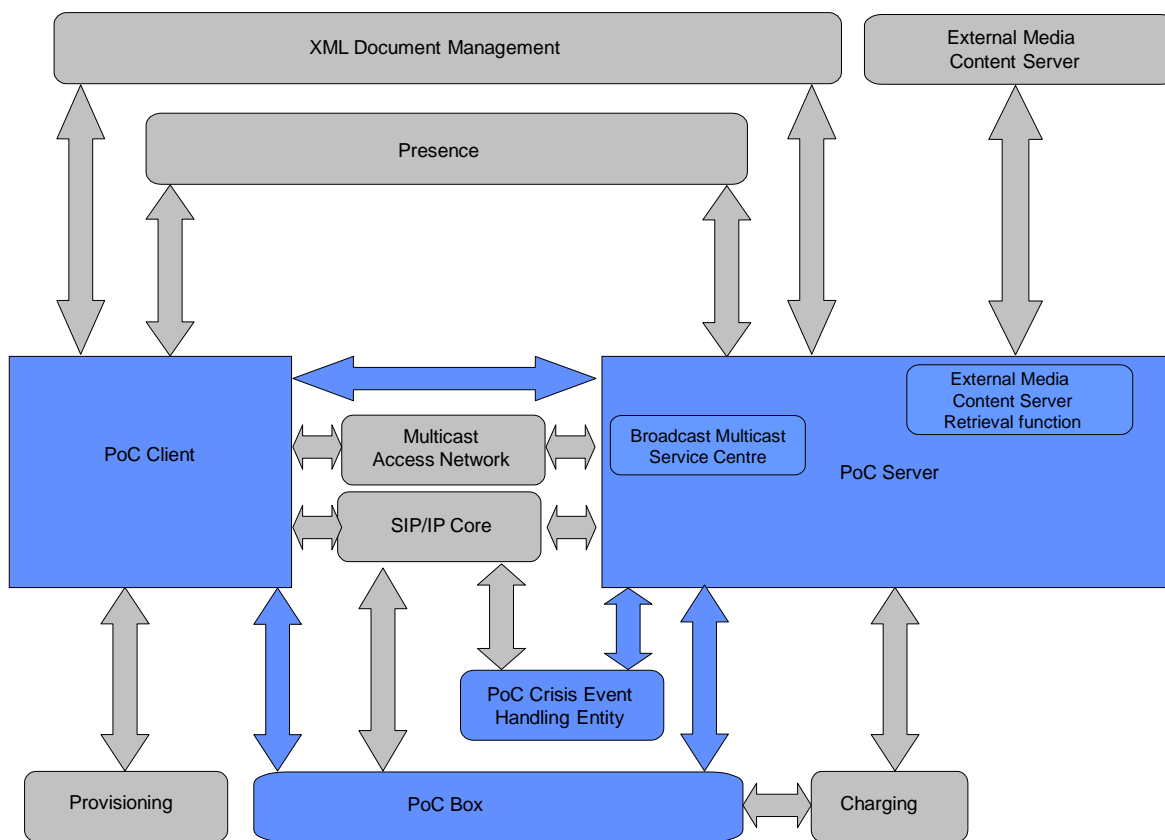 XML Document Management
External Media
Content Server
Presence
External Media
Content Server
Retrieval function
Multicast
Access Network
Broadcast Multicast
Service Centre
PoC Client
PoC Server
SIP/IP Core
PoC Crisis Event
Handling Entity
Provisioning
PoC Box
Charging